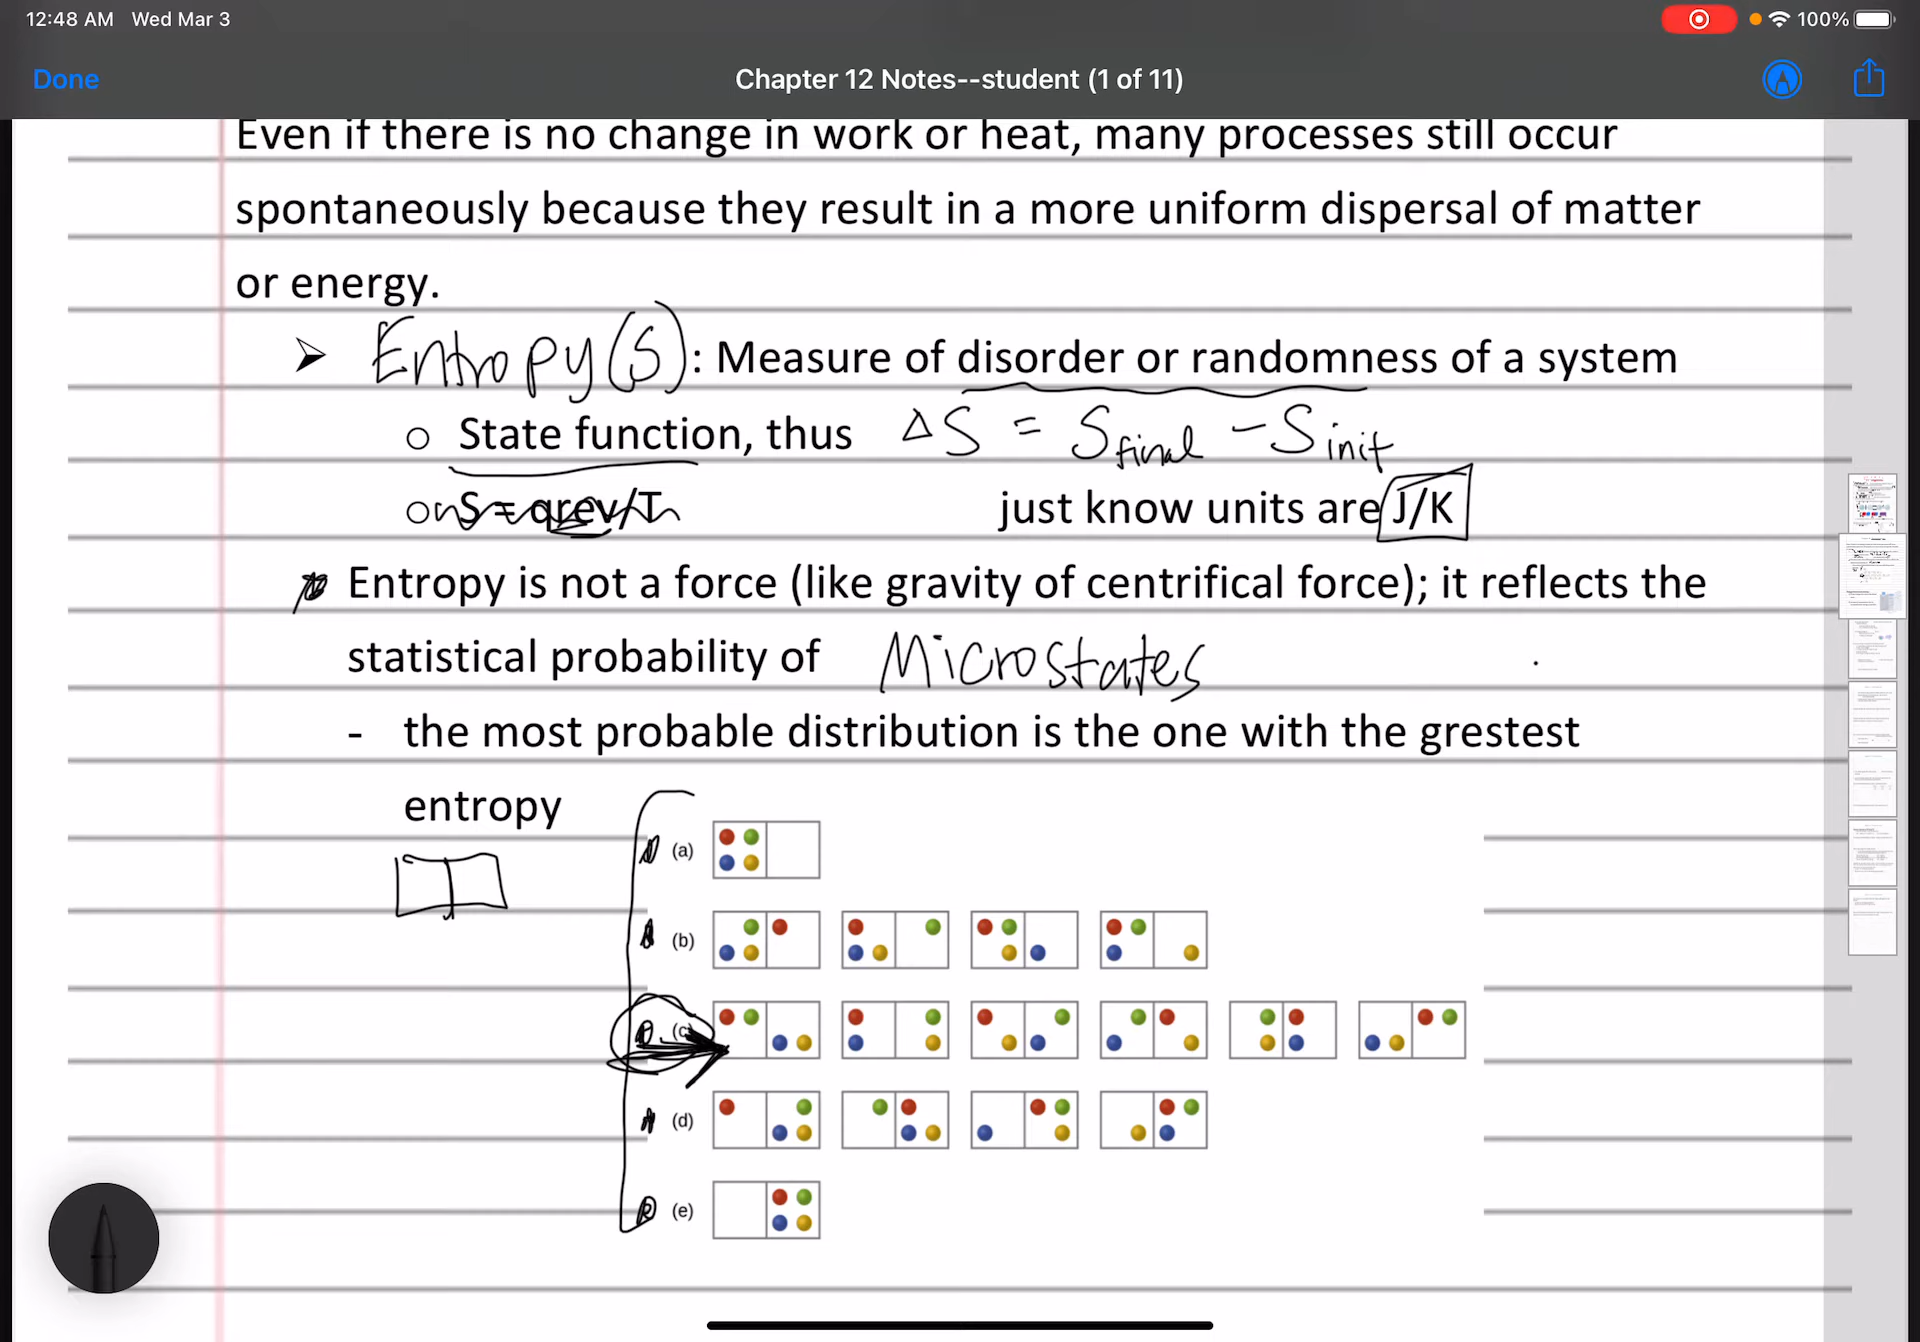 12:48 AM Wed Mar 3 100%
Done Chapter 12 Notes--student (1 of 11)
Even if there is no change in work or heat, many processes still occur
spontaneously because they result in a more uniform dispersal of matter
or energy.
➢ Entropy (S): Measure of disorder or randomness of a system
o State function, thus ΔS = Sfinal - Sinit
o S = qrev/T just know units are J/K
Entropy is not a force (like gravity of centrifical force); it reflects the
statistical probability of Microstates
- the most probable distribution is the one with the grestest
entropy
(a)
(b)
(c)
(d)
(e)